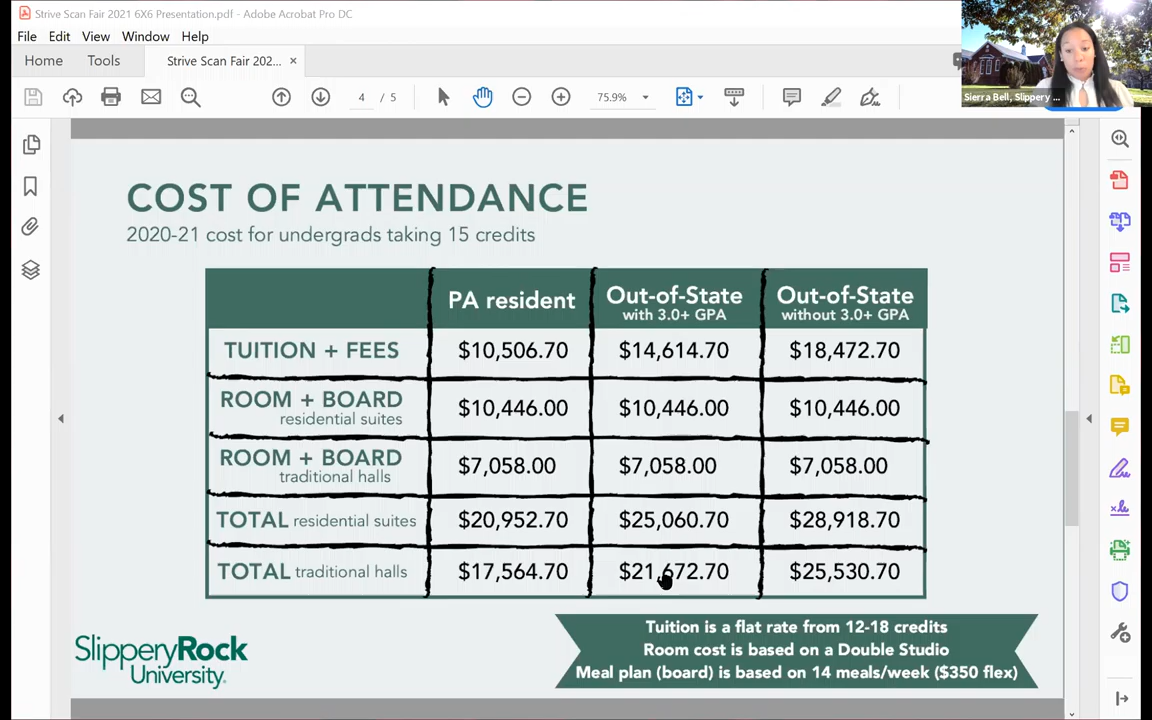 Strive Scan Fair 2021 6X6 Presentation.pdf - Adobe Acrobat Pro DC
File Edit View Window Help
Home Tools Strive Scan Fair 202... ×
4 / 5 75.9%
Sierra Bell, Slippery ...
COST OF ATTENDANCE
2020-21 cost for undergrads taking 15 credits
PA resident Out-of-State with 3.0+ GPA Out-of-State without 3.0+ GPA
TUITION + FEES $10,506.70 $14,614.70 $18,472.70
ROOM + BOARD residential suites $10,446.00 $10,446.00 $10,446.00
ROOM + BOARD traditional halls $7,058.00 $7,058.00 $7,058.00
TOTAL residential suites $20,952.70 $25,060.70 $28,918.70
TOTAL traditional halls $17,564.70 $21,672.70 $25,530.70
SlipperyRock
University
Tuition is a flat rate from 12-18 credits
Room cost is based on a Double Studio
Meal plan (board) is based on 14 meals/week ($350 flex)